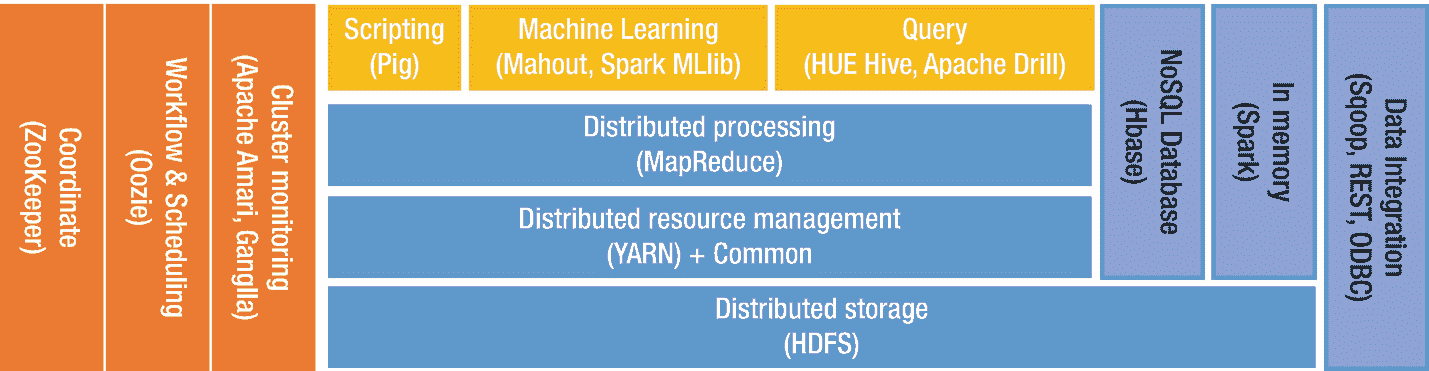 Coordinate
(ZooKeeper)
Workflow & Scheduling
(Oozie)
Cluster monitoring
(Apache Amari, Ganglla)
Scripting
(Pig)
Machine Learning
(Mahout, Spark MLlib)
Query
(HUE Hive, Apache Drill)
Distributed processing
(MapReduce)
Distributed resource management
(YARN) + Common
Distributed storage
(HDFS)
NoSQL Database
(Hbase)
In memory
(Spark)
Data Integration
(Sqoop, REST, ODBC)